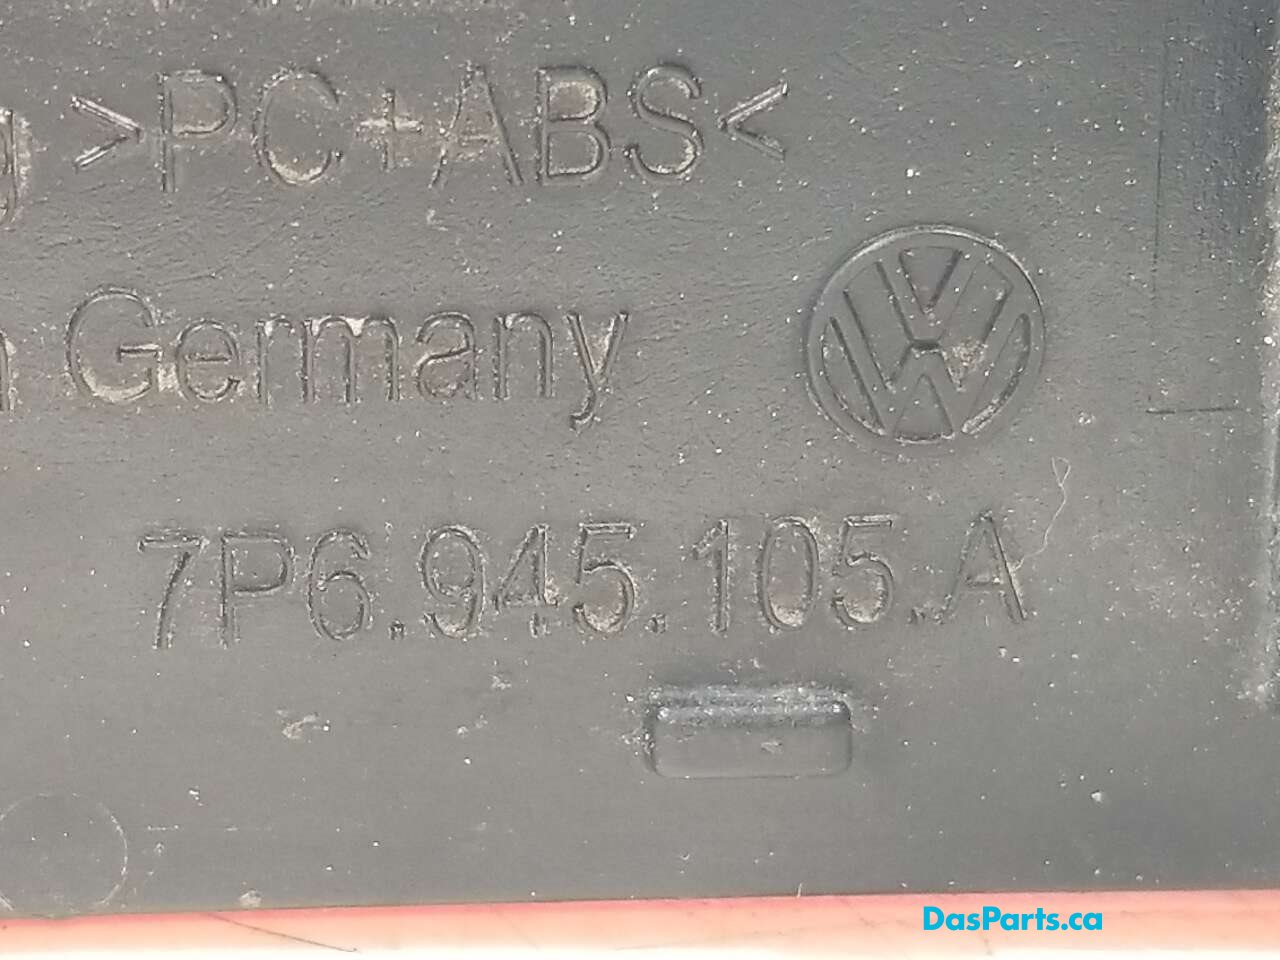 >PC+ABS<
Germany
7P6.945.105.A
DasParts.ca